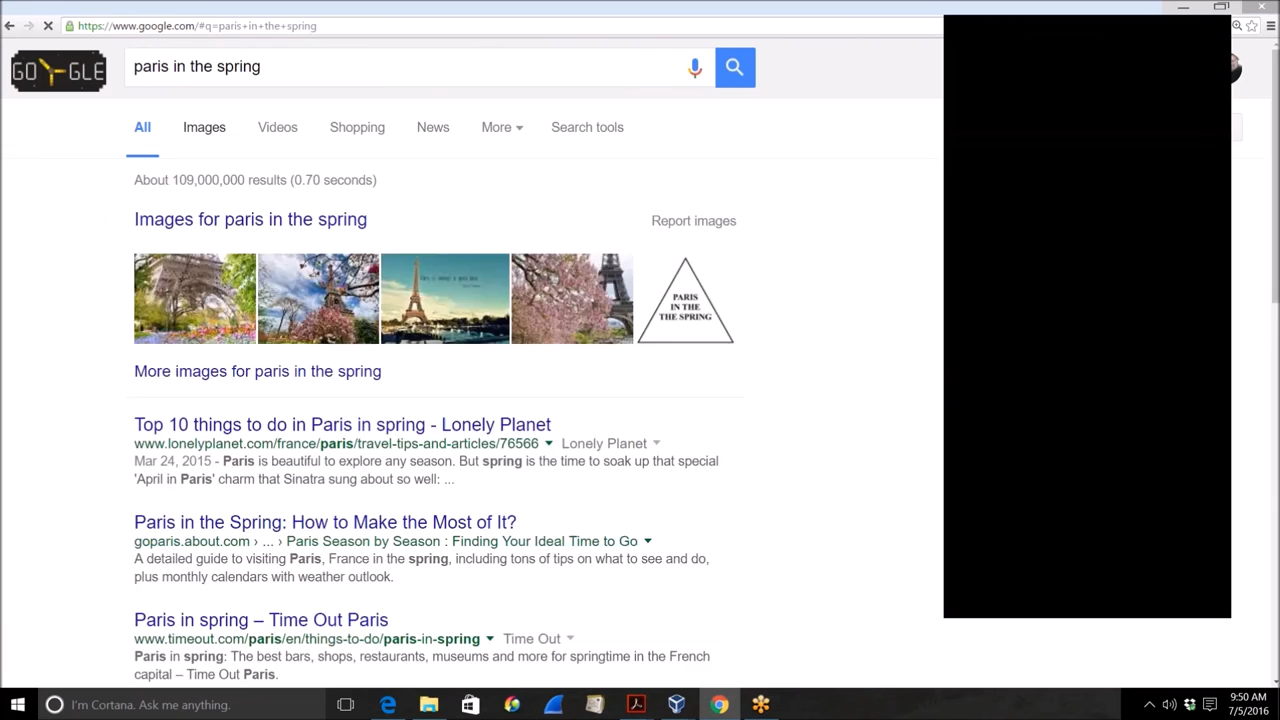 https://www.google.com/#q=paris+in+the+spring
GO GLE
paris in the spring
All Images Videos Shopping News More Search tools
About 109,000,000 results (0.70 seconds)
Images for paris in the spring Report images
PARIS
IN THE
THE SPRING
More images for paris in the spring
Top 10 things to do in Paris in spring - Lonely Planet
www.lonelyplanet.com/france/paris/travel-tips-and-articles/76566 Lonely Planet
Mar 24, 2015 - Paris is beautiful to explore any season. But spring is the time to soak up that special
'April in Paris' charm that Sinatra sung about so well: ...
Paris in the Spring: How to Make the Most of It?
goparis.about.com › ... › Paris Season by Season : Finding Your Ideal Time to Go
A detailed guide to visiting Paris, France in the spring, including tons of tips on what to see and do,
plus monthly calendars with weather outlook.
Paris in spring – Time Out Paris
www.timeout.com/paris/en/things-to-do/paris-in-spring Time Out
Paris in spring: The best bars, shops, restaurants, museums and more for springtime in the French
capital – Time Out Paris.
I'm Cortana. Ask me anything.
9:50 AM
7/5/2016